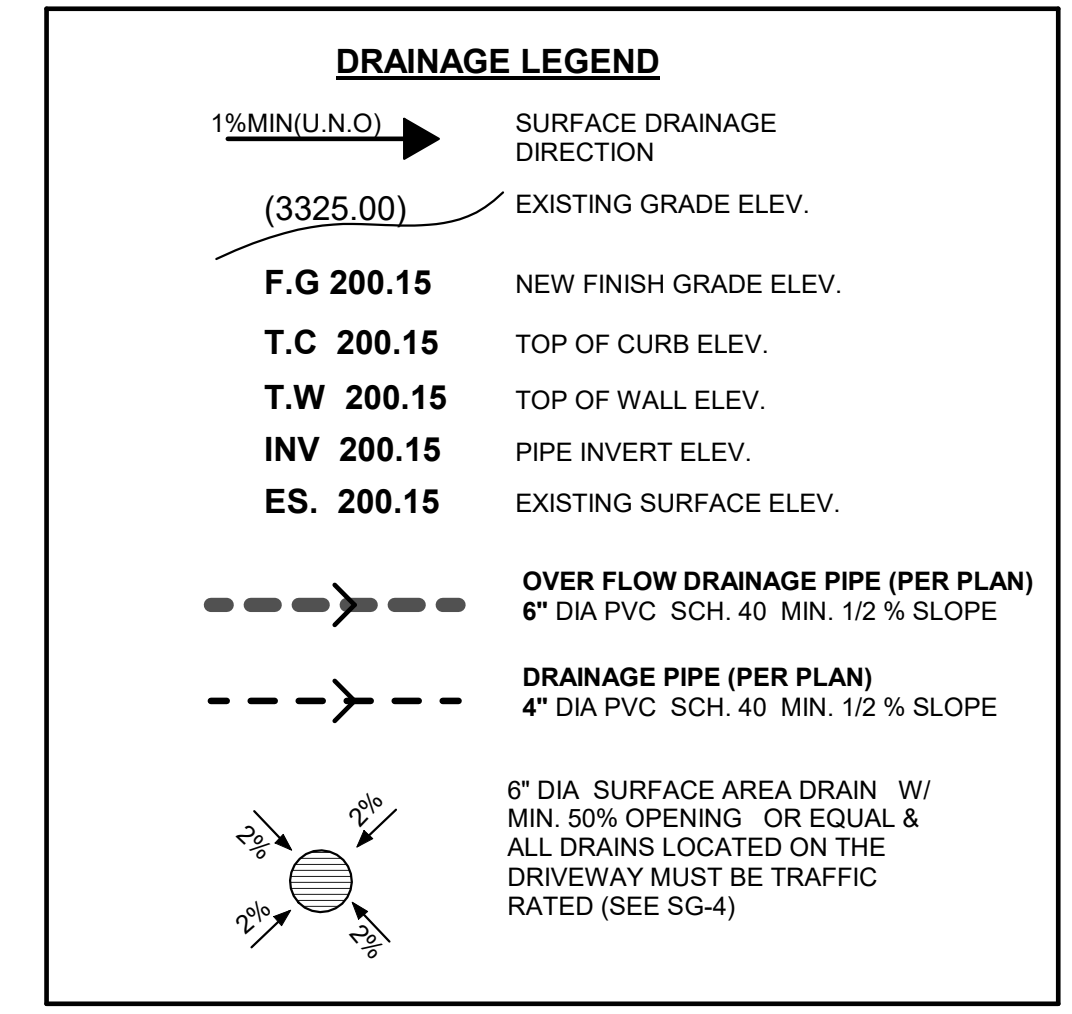 DRAINAGE LEGEND
1%MIN(U.N.O)
SURFACE DRAINAGE
DIRECTION
(3325.00)
EXISTING GRADE ELEV.
F.G 200.15
NEW FINISH GRADE ELEV.
T.C 200.15
TOP OF CURB ELEV.
T.W 200.15
TOP OF WALL ELEV.
INV 200.15
PIPE INVERT ELEV.
ES. 200.15
EXISTING SURFACE ELEV.
OVER FLOW DRAINAGE PIPE (PER PLAN)
6" DIA PVC SCH. 40 MIN. 1/2 % SLOPE
DRAINAGE PIPE (PER PLAN)
4" DIA PVC SCH. 40 MIN. 1/2 % SLOPE
2%
2%
2%
2%
6" DIA SURFACE AREA DRAIN W/
MIN. 50% OPENING OR EQUAL &
ALL DRAINS LOCATED ON THE
DRIVEWAY MUST BE TRAFFIC
RATED (SEE SG-4)